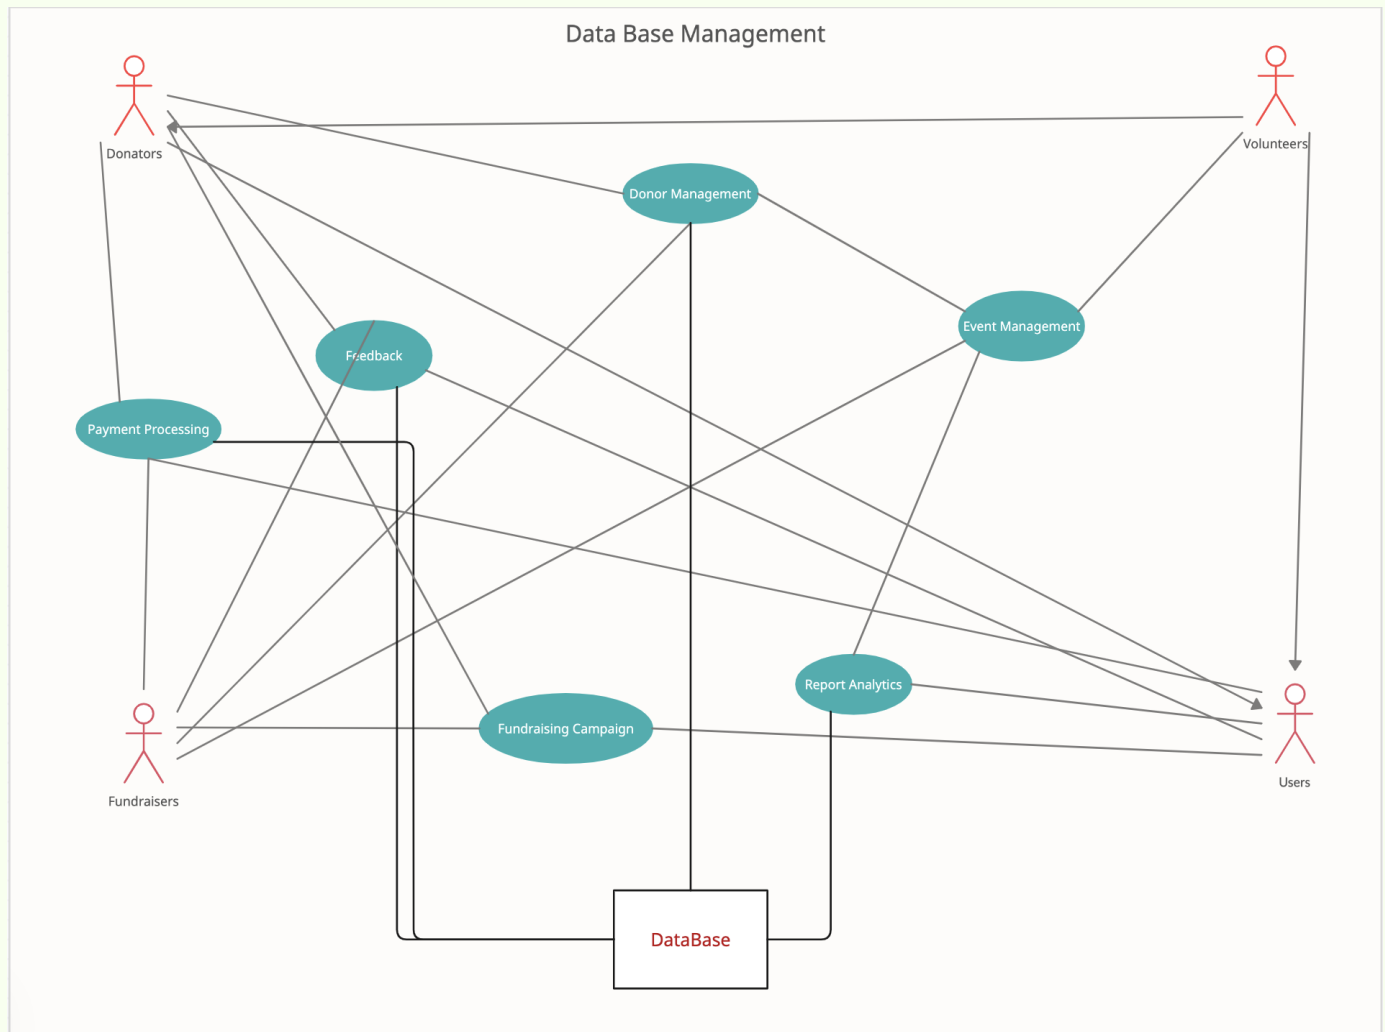 Data Base Management
Donators
Volunteers
Donor Management
Event Management
Feedback
Payment Processing
Report Analytics
Fundraising Campaign
Fundraisers
Users
DataBase